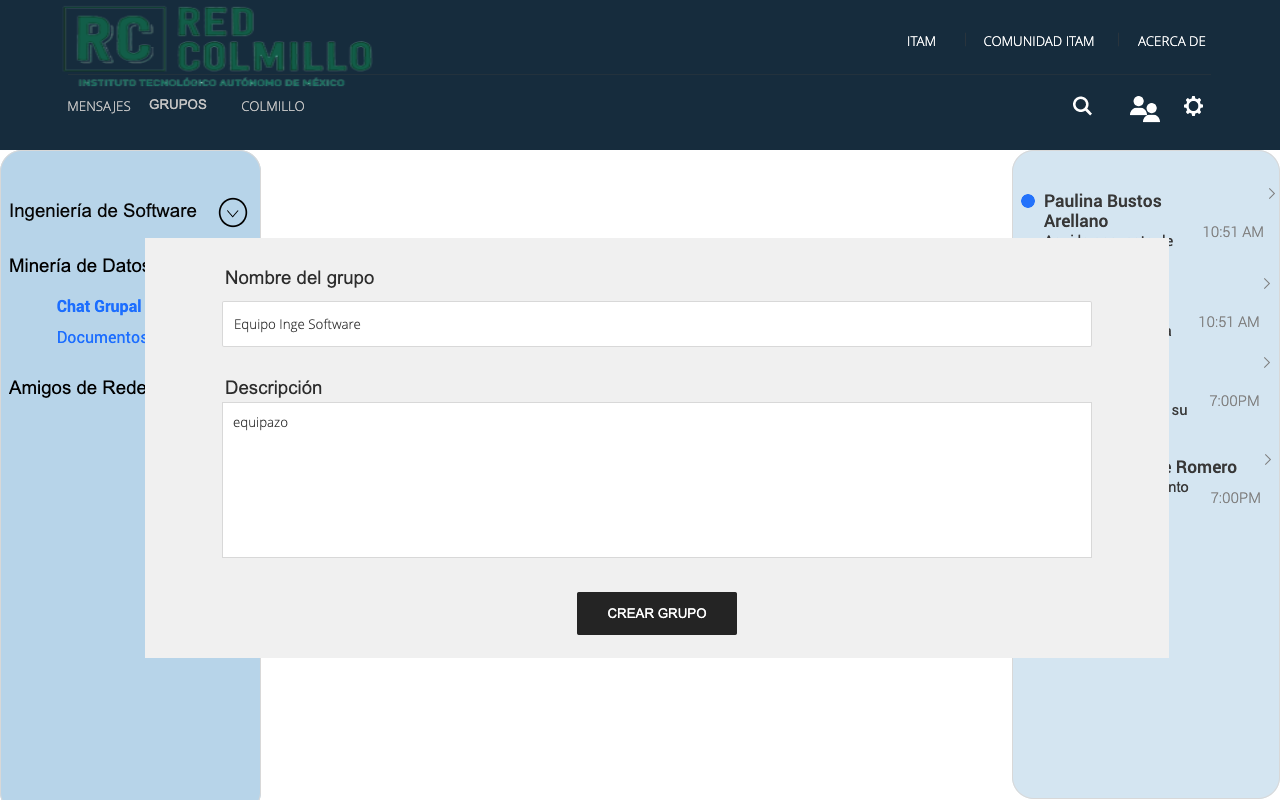 RC RED
COLMILLO
INSTITUTO TECNOLÓGICO AUTÓNOMO DE MÉXICO
ITAM
COMUNIDAD ITAM
ACERCA DE
MENSAJES
GRUPOS
COLMILLO
Ingeniería de Software
Minería de Datos
Chat Grupal
Documentos
Amigos de Rede
Nombre del grupo
Equipo Inge Software
Descripción
equipazo
CREAR GRUPO
Paulina Bustos
Arellano
10:51 AM
10:51 AM
su
7:00PM
e Romero
nto
7:00PM